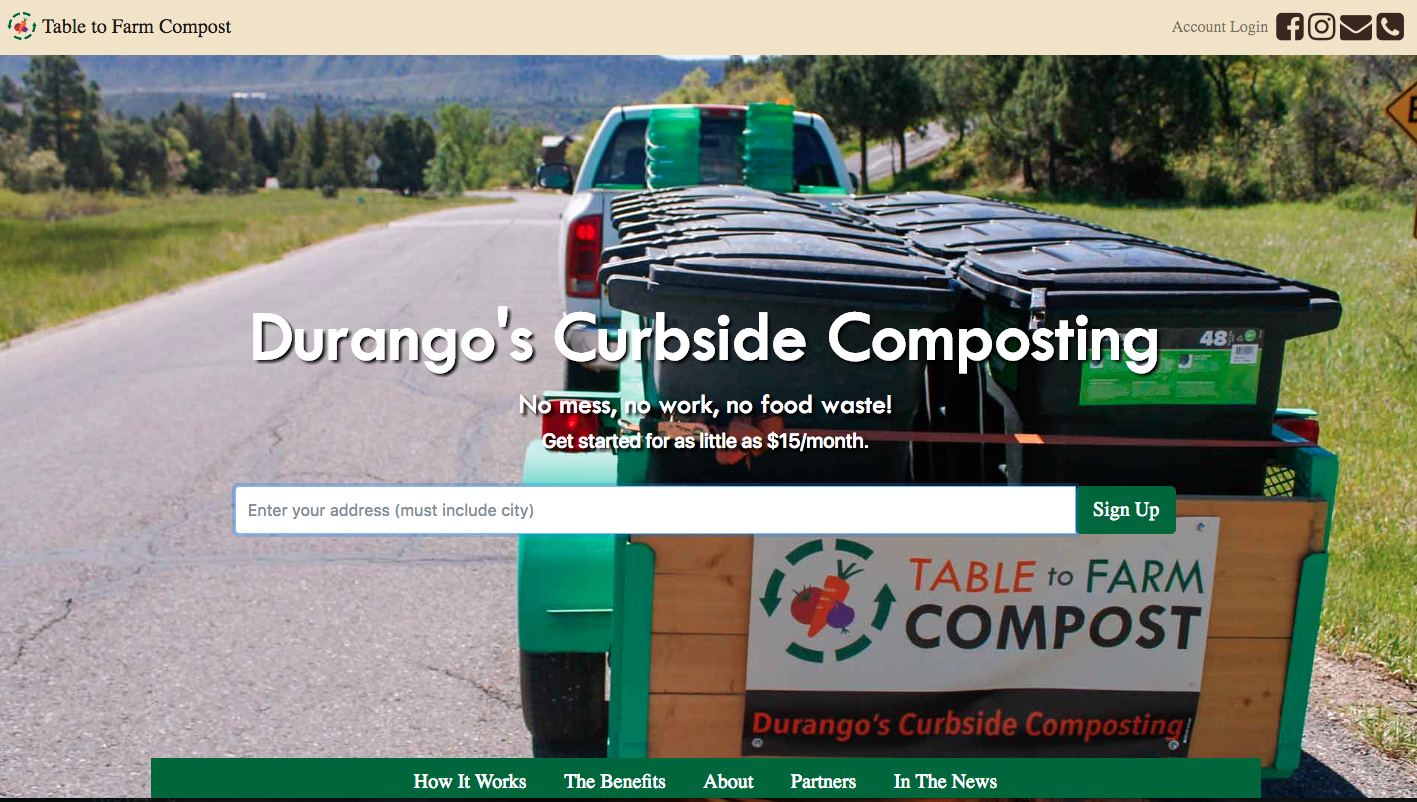 Table to Farm Compost
Account Login
Durango's Curbside Composting
No mess, no work, no food waste!
Get started for as little as $15/month.
Enter your address (must include city)
Sign Up
48
TABLE to FARM
COMPOST
Durango's Curbside Composting
How It Works
The Benefits
About
Partners
In The News